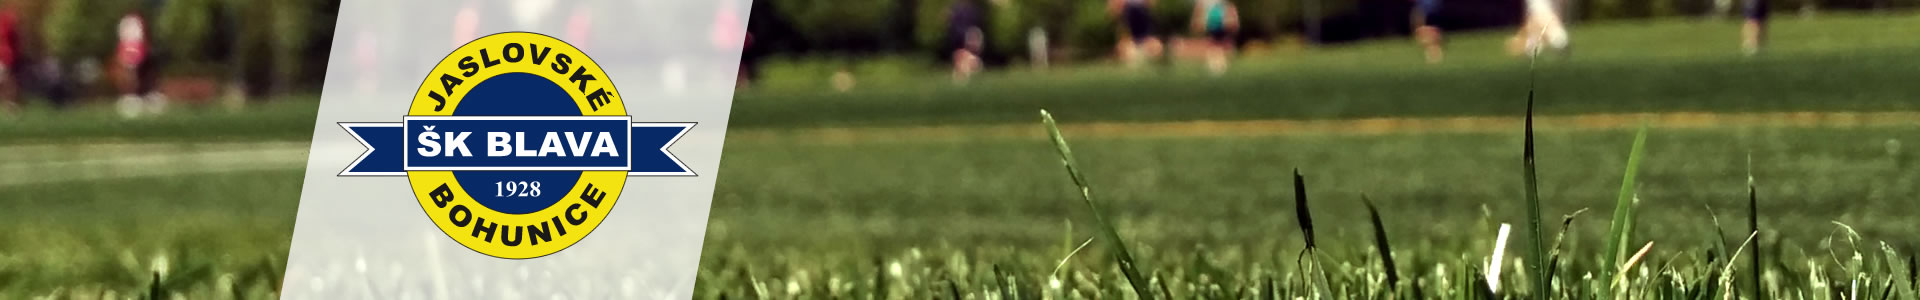 JASLOVSKÉ
ŠK BLAVA
1928
BOHUNICE